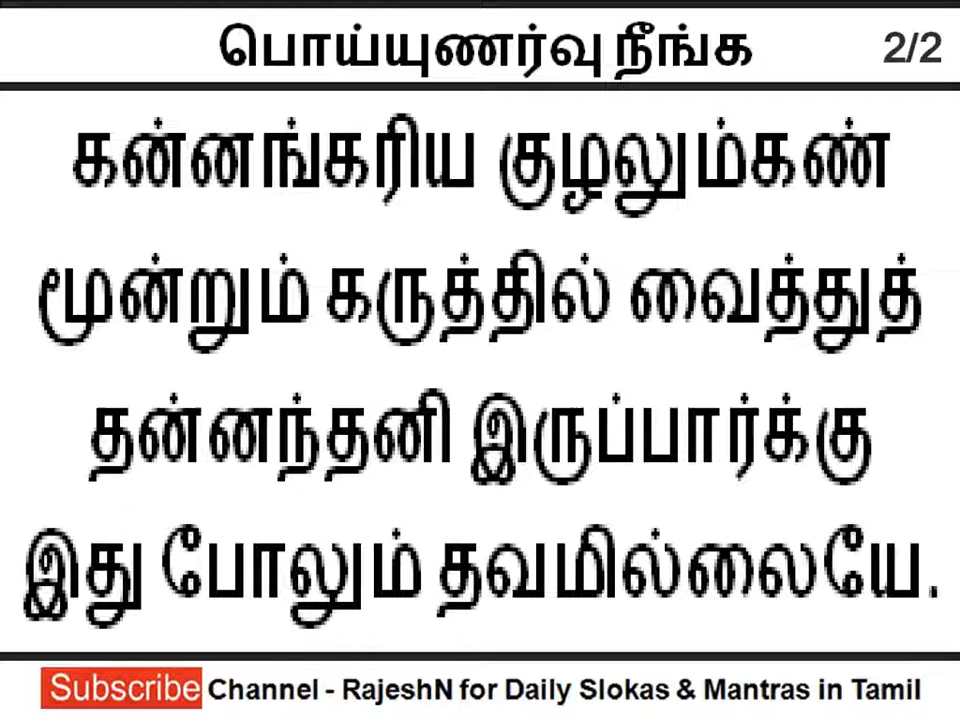 பொய்யுணர்வு நீங்க 2/2
கன்னங்கரிய குழலும்கண்
மூன்றும் கருத்தில் வைத்துத்
தன்னந்தனி இருப்பார்க்கு
இது போலும் தவமில்லையே.
Subscribe Channel - RajeshN for Daily Slokas & Mantras in Tamil